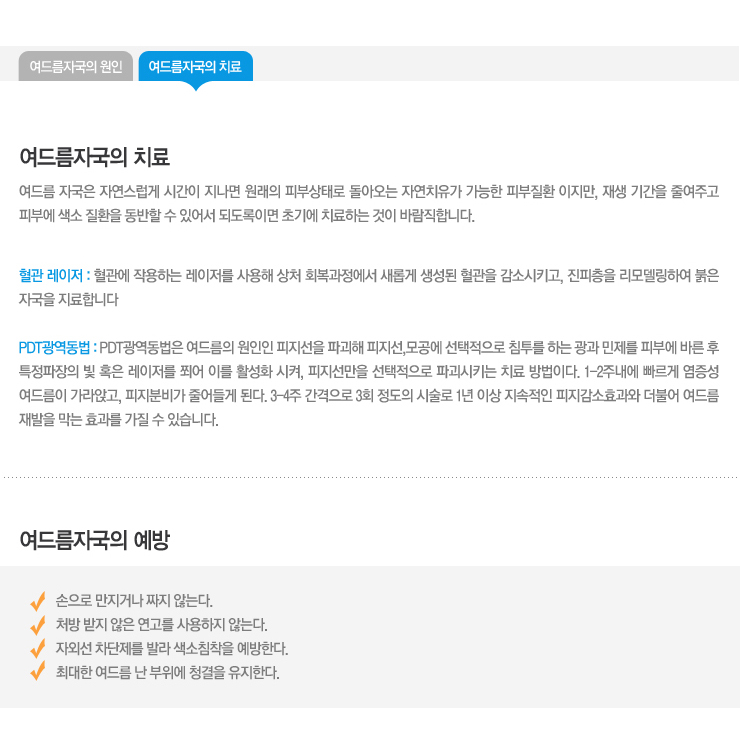 여드름자국의 원인
여드름자국의 치료
여드름자국의 치료
여드름 자국은 자연스럽게 시간이 지나면 원래의 피부상태로 돌아오는 자연치유가 가능한 피부질환 이지만, 재생 기간을 줄여주고
피부에 색소 질환을 동반할 수 있어서 되도록이면 초기에 치료하는 것이 바람직합니다.
혈관 레이저 : 혈관에 작용하는 레이저를 사용해 상처 회복과정에서 새롭게 생성된 혈관을 감소시키고, 진피층을 리모델링하여 붉은
자국을 지료합니다
PDT광역동법 : PDT광역동법은 여드름의 원인인 피지선을 파괴해 피지선,모공에 선택적으로 침투를 하는 광과 민제를 피부에 바른 후
특정파장의 빛 혹은 레이저를 쬐어 이를 활성화 시켜, 피지선만을 선택적으로 파괴시키는 치료 방법이다. 1-2주내에 빠르게 염증성
여드름이 가라앉고, 피지분비가 줄어들게 된다. 3-4주 간격으로 3회 정도의 시술로 1년 이상 지속적인 피지감소효과와 더불어 여드름
재발을 막는 효과를 가질 수 있습니다.
여드름자국의 예방
손으로 만지거나 짜지 않는다.
처방 받지 않은 연고를 사용하지 않는다.
자외선 차단제를 발라 색소침착을 예방한다.
최대한 여드름 난 부위에 청결을 유지한다.